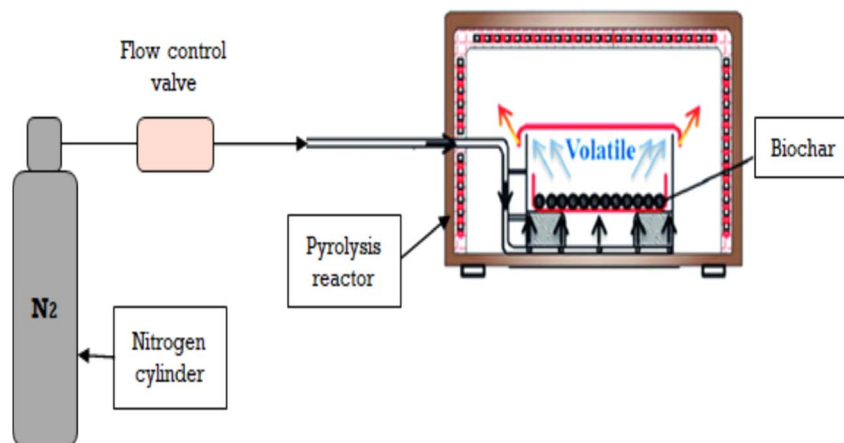 Flow control
valve
Volatile
Biochar
Pyrolysis
reactor
N2
Nitrogen
cylinder